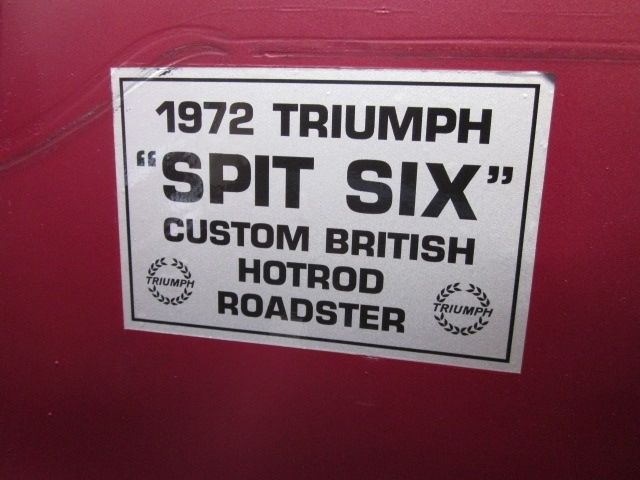 1972 TRIUMPH
"SPIT SIX"
CUSTOM BRITISH
HOTROD
ROADSTER
TRIUMPH
TRIUMPH